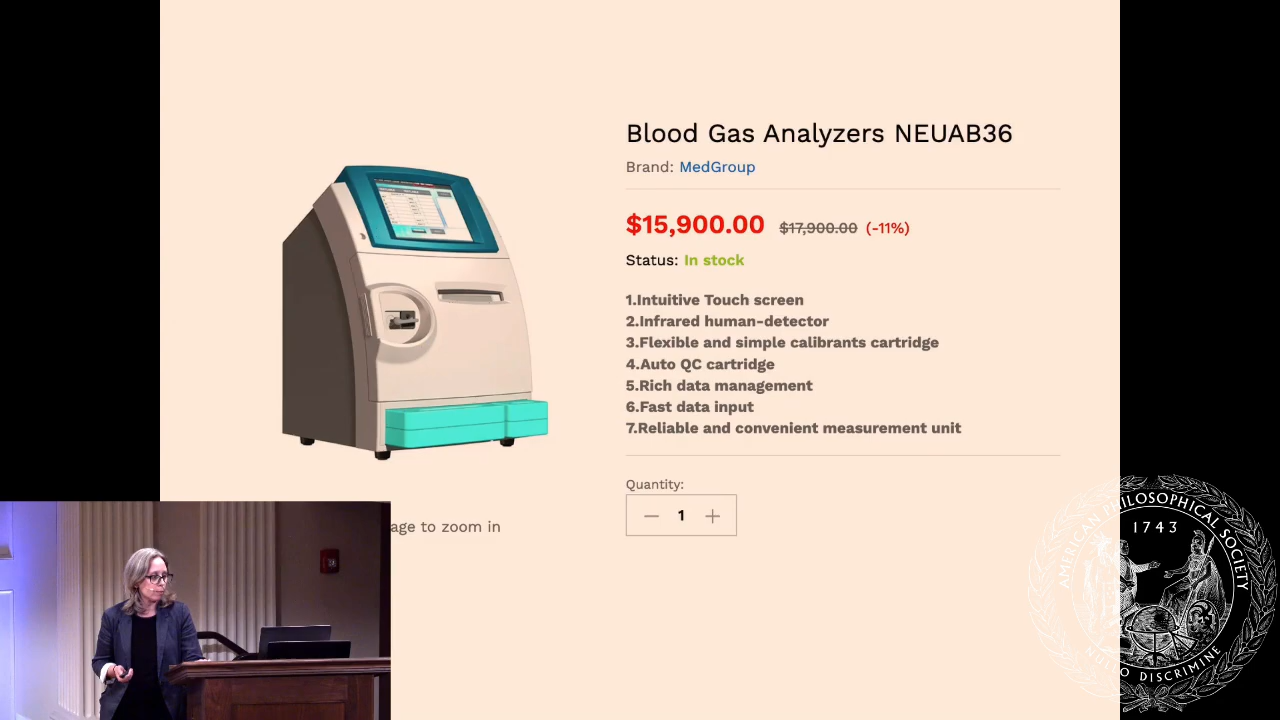 Blood Gas Analyzers NEUAB36
Brand: MedGroup
$15,900.00 $17,900.00 (-11%)
Status: In stock
1.Intuitive Touch screen
2.Infrared human-detector
3.Flexible and simple calibrants cartridge
4.Auto QC cartridge
5.Rich data management
6.Fast data input
7.Reliable and convenient measurement unit
Quantity:
— 1 +
age to zoom in
AMERICAN PHILOSOPHICAL SOCIETY
1743
NULLO DISCRIMINE